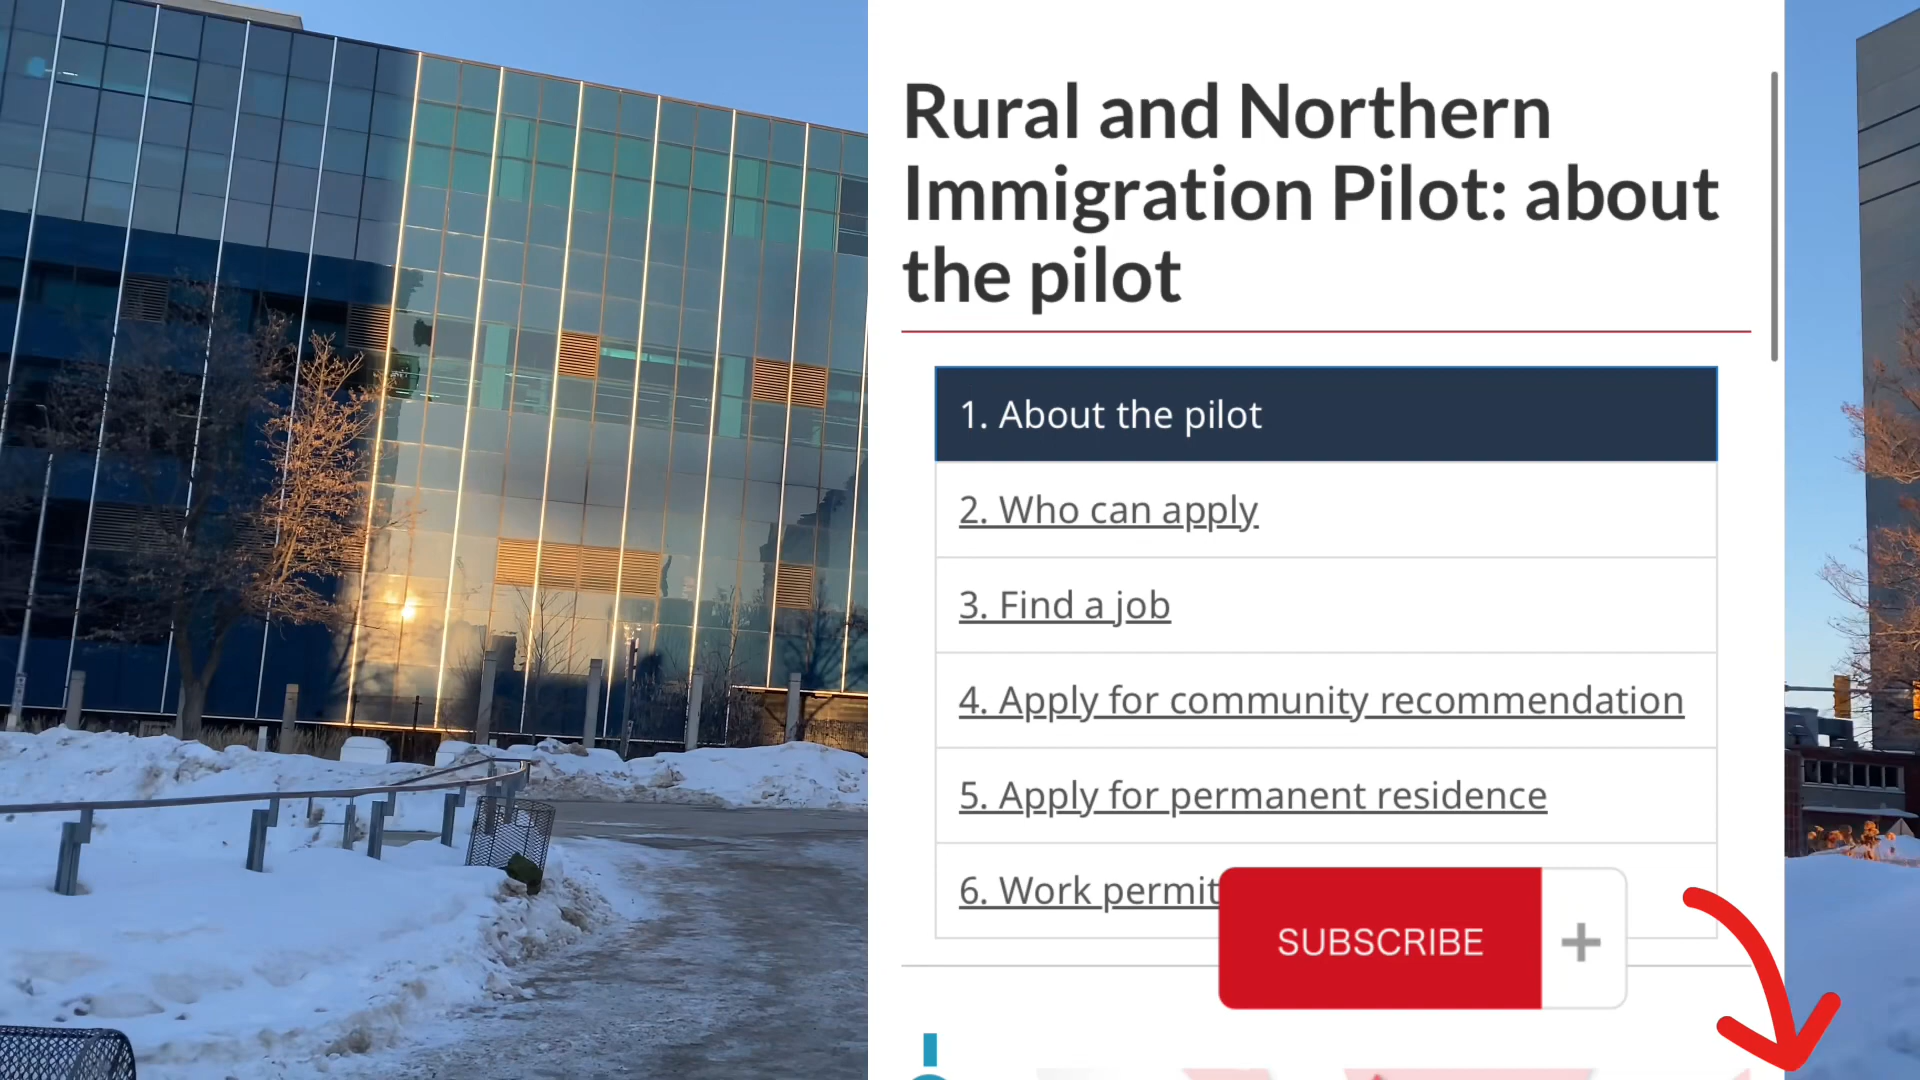 Rural and Northern
Immigration Pilot: about
the pilot
1. About the pilot
2. Who can apply
3. Find a job
4. Apply for community recommendation
5. Apply for permanent residence
6. Work permit
SUBSCRIBE +